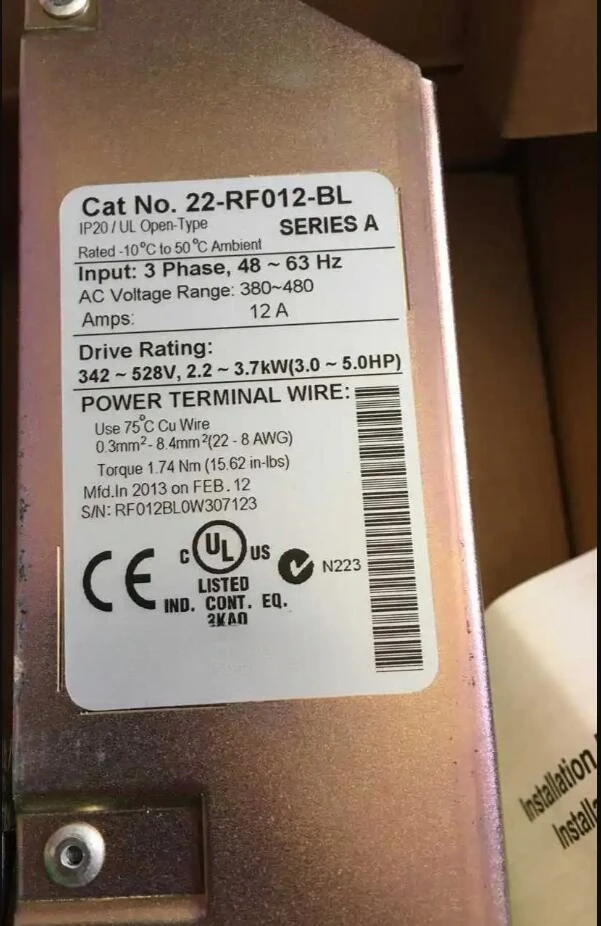 Cat No. 22-RF012-BL
IP20 / UL Open-Type SERIES A
Rated -10°C to 50°C Ambient
Input: 3 Phase, 48 ~ 63 Hz
AC Voltage Range: 380~480
Amps: 12 A
Drive Rating:
342 ~ 528V, 2.2 ~ 3.7kW(3.0 ~ 5.0HP)
POWER TERMINAL WIRE:
Use 75°C Cu Wire
0.3mm²- 8.4mm²(22 - 8 AWG)
Torque 1.74 Nm (15.62 in-lbs)
Mfd.In 2013 on FEB. 12
S/N: RF012BL0W307123
CE
C UL US
N223
LISTED
IND. CONT. EQ.
Installation